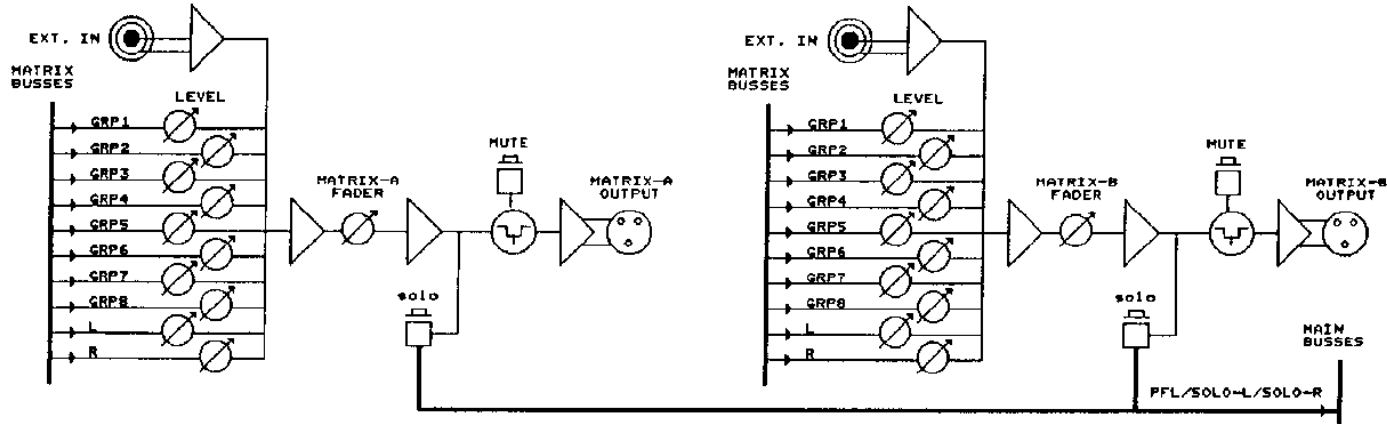 EXT. IN
MATRIX
BUSSES
LEVEL
GRP1
GRP2
GRP3
GRP4
GRP5
GRP6
GRP7
GRP8
L
R
MATRIX-A
FADER
solo
MUTE
MATRIX-A
OUTPUT
EXT. IN
MATRIX
BUSSES
LEVEL
GRP1
GRP2
GRP3
GRP4
GRP5
GRP6
GRP7
GRP8
L
R
MATRIX-B
FADER
solo
MUTE
MATRIX-B
OUTPUT
MAIN
BUSSES
PFL/SOLO-L/SOLO-R